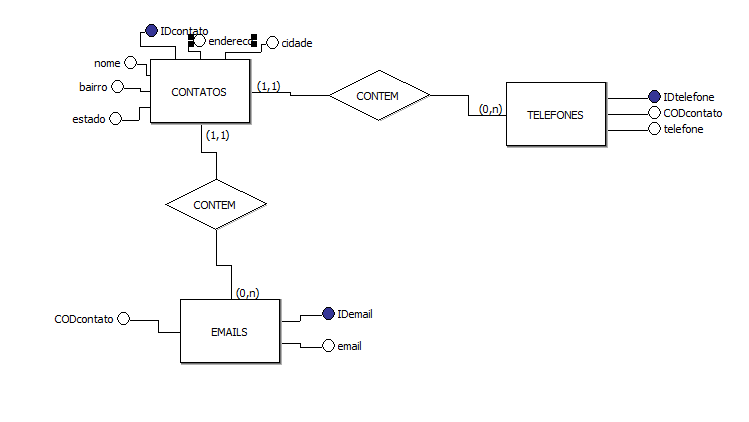 IDcontato
endereco
cidade
nome
bairro
estado
CONTATOS
(1,1)
CONTEM
(0,n)
TELEFONES
IDtelefone
CODcontato
telefone
(1,1)
CONTEM
(0,n)
CODcontato
EMAILS
IDemail
email